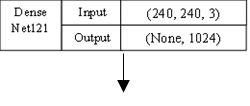 Dense
Net121
Input
(240, 240, 3)
Output
(None, 1024)